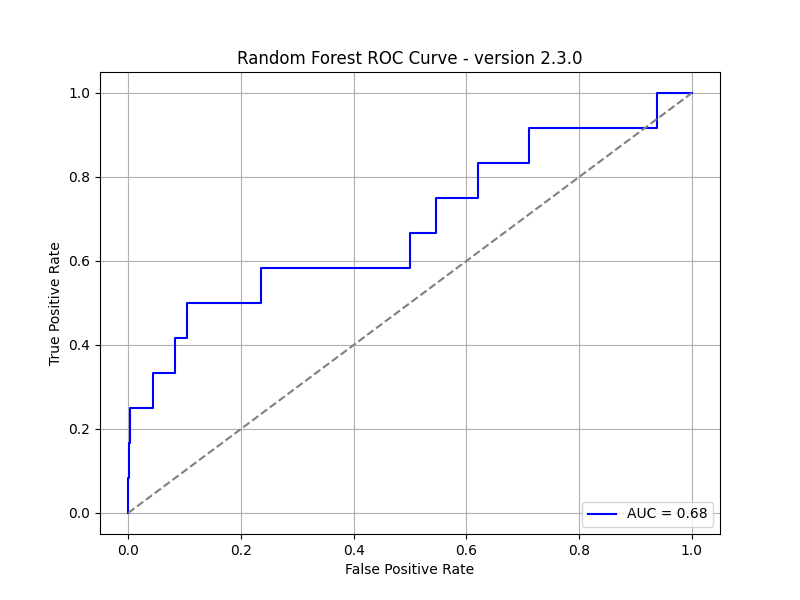 Random Forest ROC Curve - version 2.3.0
True Positive Rate
1.0
0.8
0.6
0.4
0.2
0.0
AUC = 0.68
0.0 0.2 0.4 0.6 0.8 1.0
False Positive Rate